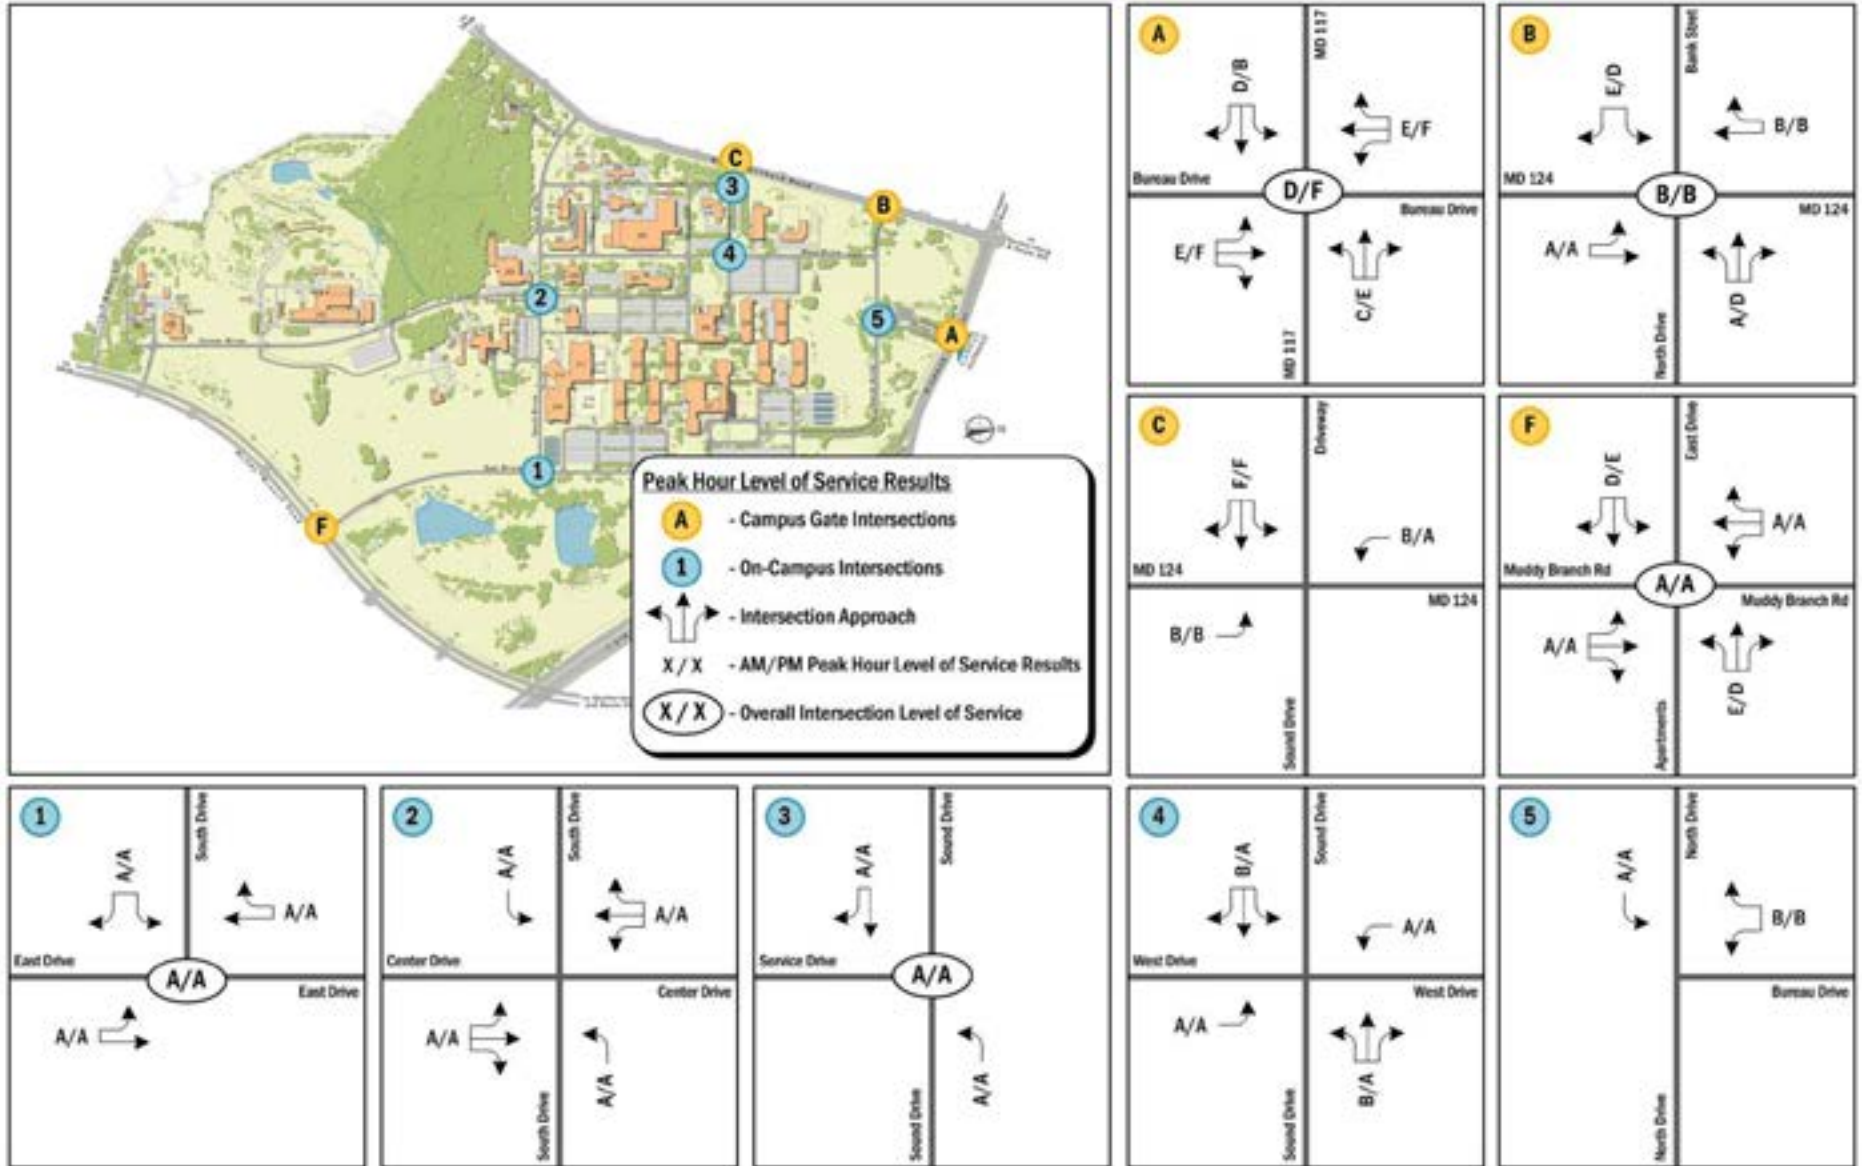 C
3
B
4
2
5
A
1
F
Peak Hour Level of Service Results
A - Campus Gate Intersections
1 - On-Campus Intersections
- Intersection Approach
X / X - AM/PM Peak Hour Level of Service Results
X / X - Overall Intersection Level of Service
A
MD 117
D/B
E/F
Bureau Drive
D/F
Bureau Drive
E/F
C/E
MD 117
B
Bank Stret
E/D
B/B
MD 124
B/B
MD 124
A/A
A/D
North Drive
C
Driveway
F/F
B/A
MD 124
MD 124
B/B
Sound Drive
F
East Drive
D/E
A/A
Muddy Branch Rd
A/A
Muddy Branch Rd
A/A
E/D
Apartments
1
South Drive
A/A
A/A
East Drive
A/A
East Drive
A/A
2
South Drive
A/A
A/A
Center Drive
Center Drive
A/A
A/A
South Drive
3
Sound Drive
A/A
Service Drive
A/A
A/A
Sound Drive
4
Sound Drive
B/A
A/A
West Drive
West Drive
A/A
B/A
Sound Drive
5
North Drive
A/A
B/B
Bureau Drive
North Drive